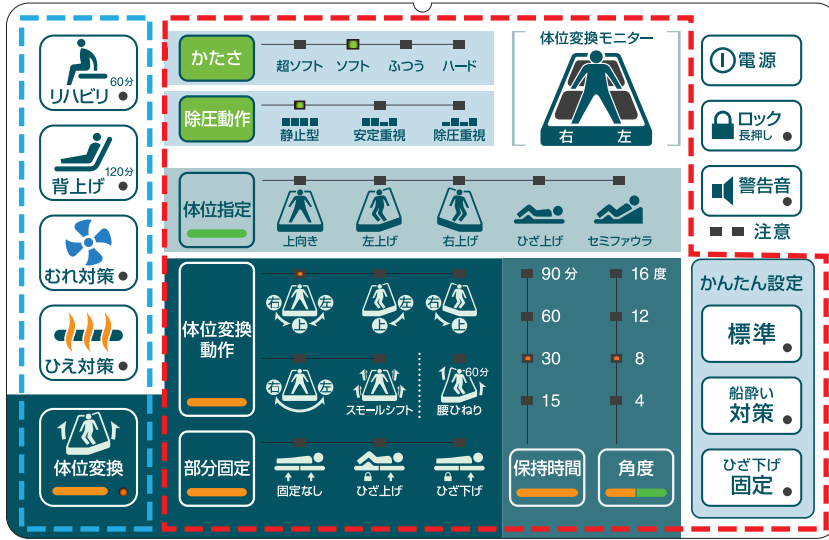 リハビリ
60分
背上げ
120分
むれ対策
ひえ対策
体位変換
かたさ
超ソフト
ソフト
ふつう
ハード
除圧動作
静止型
安定重視
除圧重視
体位変換モニター
右
左
体位指定
上向き
左上げ
右上げ
ひざ上げ
セミファウラ
体位変換
動作
右 左
上
左
上
右
上
右 左
スモールシフト
60分
腰ひねり
部分固定
固定なし
ひざ上げ
ひざ下げ
90 分
60
30
15
保持時間
16 度
12
8
4
角度
電源
ロック
長押し
警告音
注意
かんたん設定
標準
船酔い
対策
ひざ下げ
固定